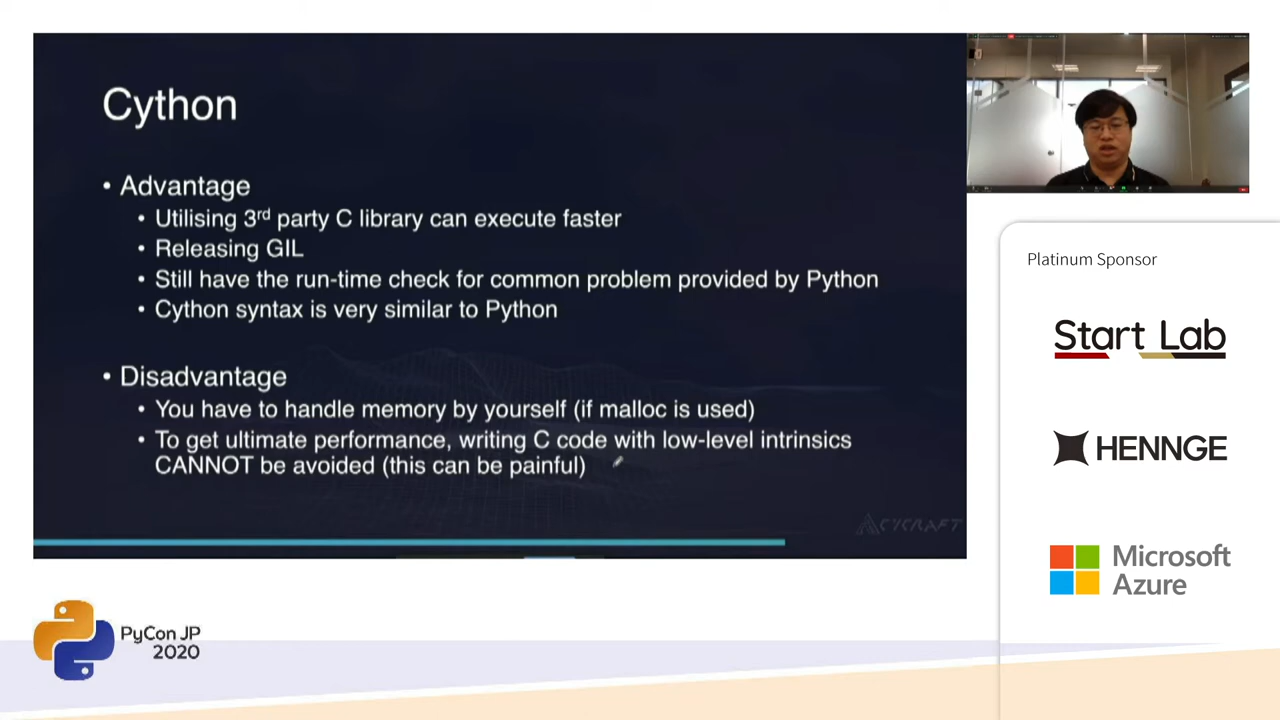 Cython
• Advantage
• Utilising 3rd party C library can execute faster
• Releasing GIL
• Still have the run-time check for common problem provided by Python
• Cython syntax is very similar to Python
• Disadvantage
• You have to handle memory by yourself (if malloc is used)
• To get ultimate performance, writing C code with low-level intrinsics
CANNOT be avoided (this can be painful)
CYCRAFT
Platinum Sponsor
Start Lab
HENNGE
Microsoft
Azure
PyCon JP
2020